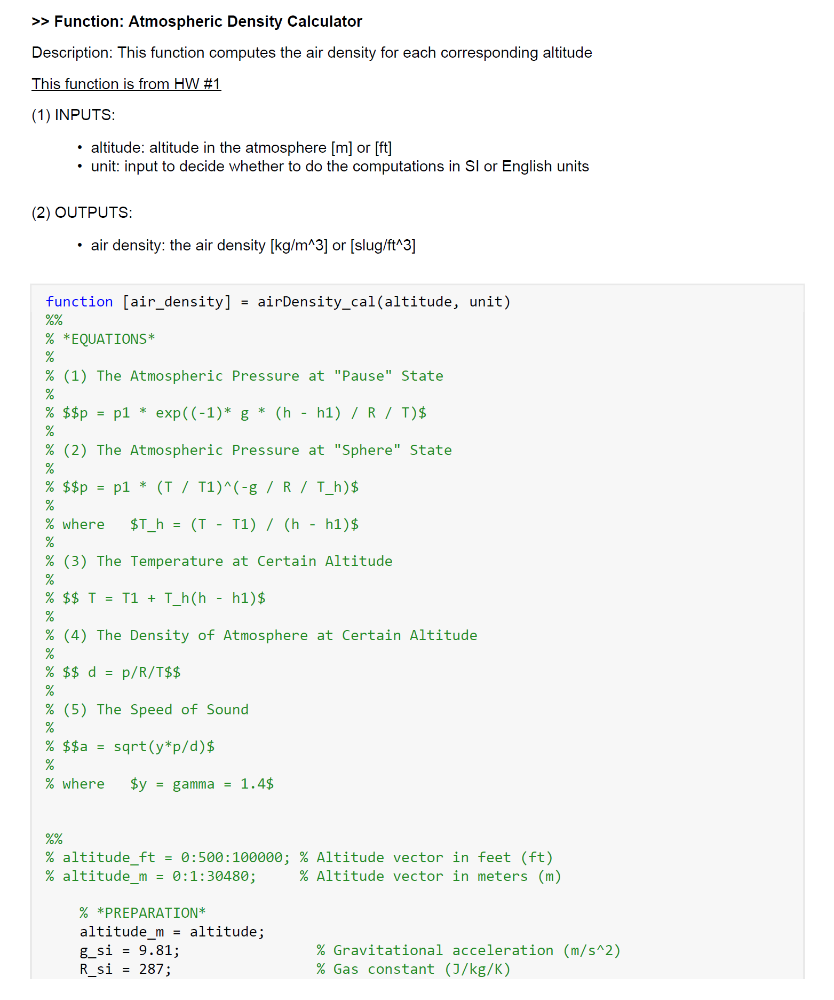 >> Function: Atmospheric Density Calculator
Description: This function computes the air density for each corresponding altitude
This function is from HW #1
(1) INPUTS:
• altitude: altitude in the atmosphere [m] or [ft]
• unit: input to decide whether to do the computations in SI or English units
(2) OUTPUTS:
• air density: the air density [kg/m^3] or [slug/ft^3]
function [air_density] = airDensity_cal(altitude, unit)
%%
% *EQUATIONS*
%
% (1) The Atmospheric Pressure at "Pause" State
%
% $$p = p1 * exp((-1)* g * (h - h1) / R / T)$
%
% (2) The Atmospheric Pressure at "Sphere" State
%
% $$p = p1 * (T / T1)^(-g / R / T_h)$
%
% where   $T_h = (T - T1) / (h - h1)$
%
% (3) The Temperature at Certain Altitude
%
% $$ T = T1 + T_h(h - h1)$
%
% (4) The Density of Atmosphere at Certain Altitude
%
% $$ d = p/R/T$$
%
% (5) The Speed of Sound
%
% $$a = sqrt(y*p/d)$
%
% where   $y = gamma = 1.4$
%%
% altitude_ft = 0:500:100000; % Altitude vector in feet (ft)
% altitude_m = 0:1:30480;     % Altitude vector in meters (m)
% *PREPARATION*
altitude_m = altitude;
g_si = 9.81;                % Gravitational acceleration (m/s^2)
R_si = 287;                 % Gas constant (J/kg/K)